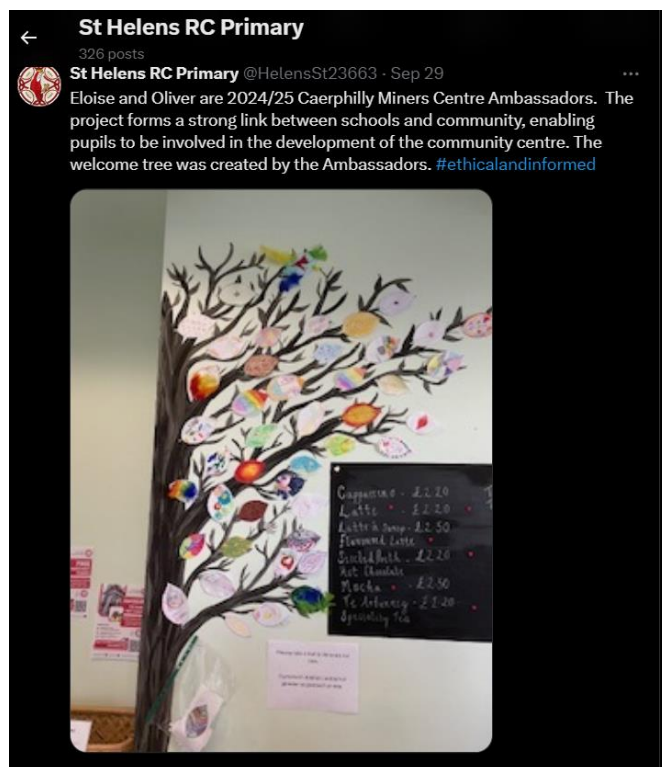 St Helens RC Primary
326 posts
St Helens RC Primary @HelensSt23663 · Sep 29
Eloise and Oliver are 2024/25 Caerphilly Miners Centre Ambassadors. The
project forms a strong link between schools and community, enabling
pupils to be involved in the development of the community centre. The
welcome tree was created by the Ambassadors. #ethicalandinformed
Cappuccino · £2.20
Latte · £2.20
Latte & Syrup · £2.50
Flavoured Latte
£2.20
Hot Chocolate
Mocha · £2.50
£1.20
Speciality Tea